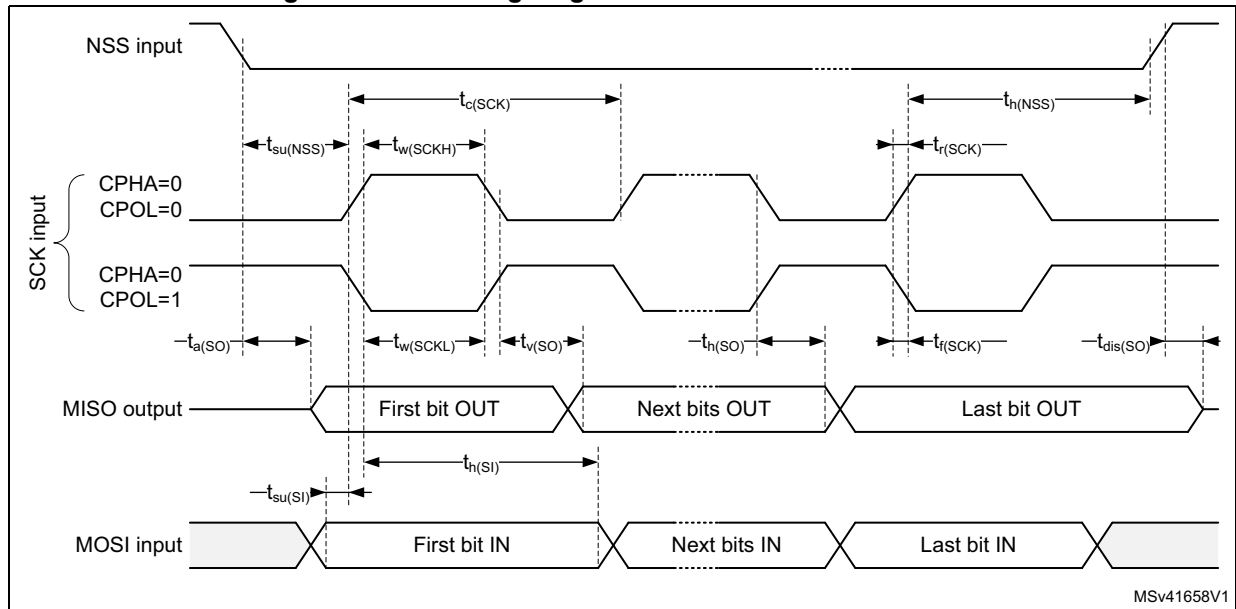 NSS input
tc(SCK)
th(NSS)
tsu(NSS)
tw(SCKH)
tr(SCK)
CPHA=0
CPOL=0
SCK input
CPHA=0
CPOL=1
ta(SO)
tw(SCKL)
tv(SO)
th(SO)
tf(SCK)
tdis(SO)
MISO output
First bit OUT
Next bits OUT
Last bit OUT
th(SI)
tsu(SI)
MOSI input
First bit IN
Next bits IN
Last bit IN
MSv41658V1